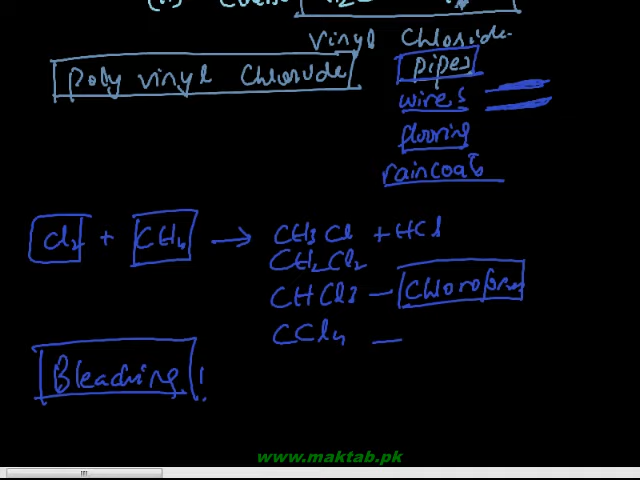 Vinyl Chloride
Poly vinyl Chloride
pipes
wires
flooring
raincoats
Cl2 + CH4 → CH3Cl + HCl
CH2Cl2
CHCl3 — Chloroform
CCl4 —
Bleaching
www.maktab.pk